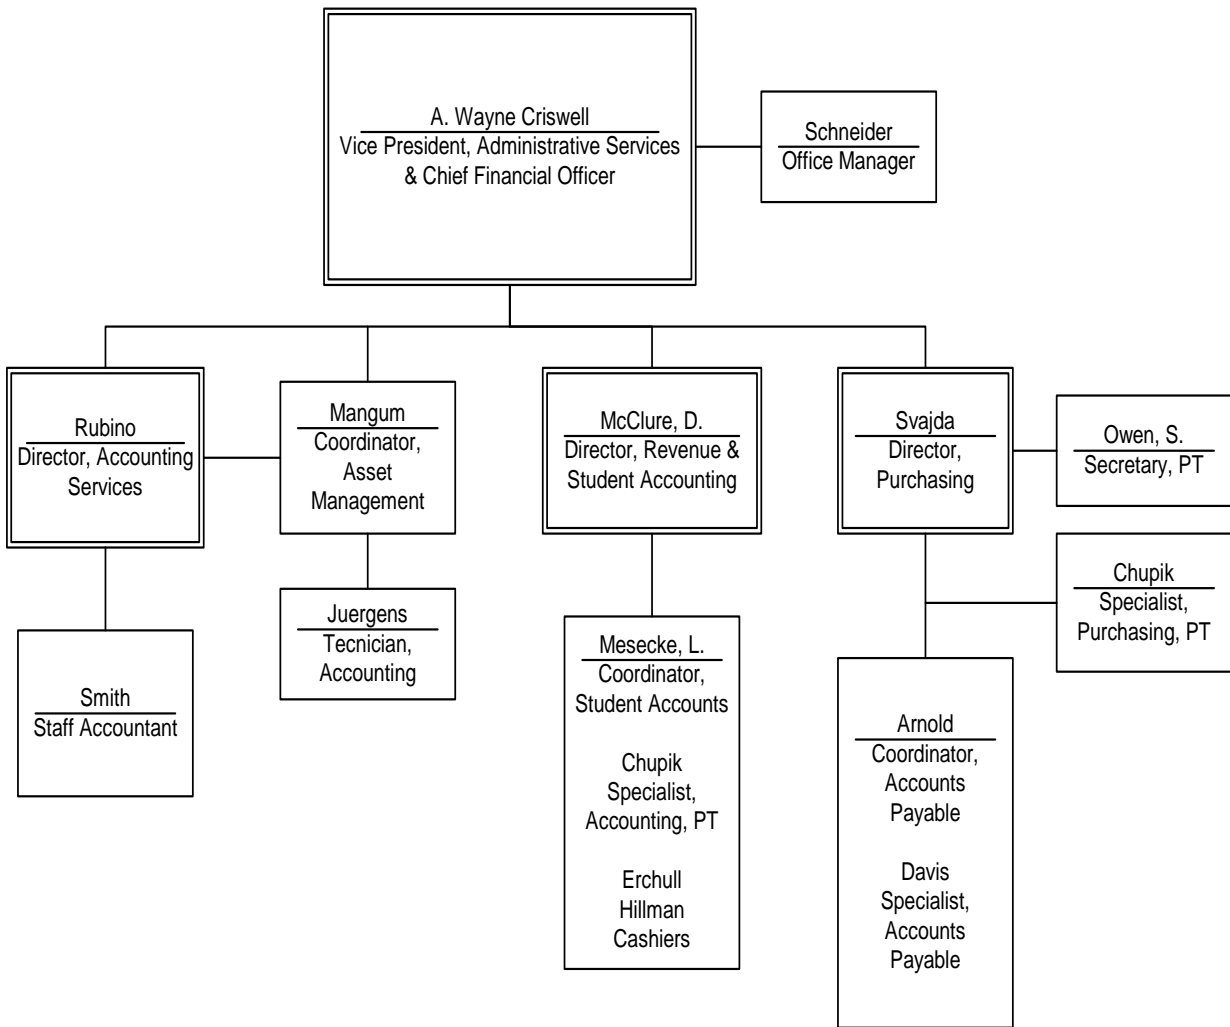 A. Wayne Criswell
Vice President, Administrative Services
& Chief Financial Officer
Schneider
Office Manager
Rubino
Director, Accounting
Services
Mangum
Coordinator,
Asset
Management
McClure, D.
Director, Revenue &
Student Accounting
Svajda
Director,
Purchasing
Owen, S.
Secretary, PT
Chupik
Specialist,
Purchasing, PT
Smith
Staff Accountant
Juergens
Tecnician,
Accounting
Mesecke, L.
Coordinator,
Student Accounts
Chupik
Specialist,
Accounting, PT
Erchull
Hillman
Cashiers
Arnold
Coordinator,
Accounts
Payable
Davis
Specialist,
Accounts
Payable